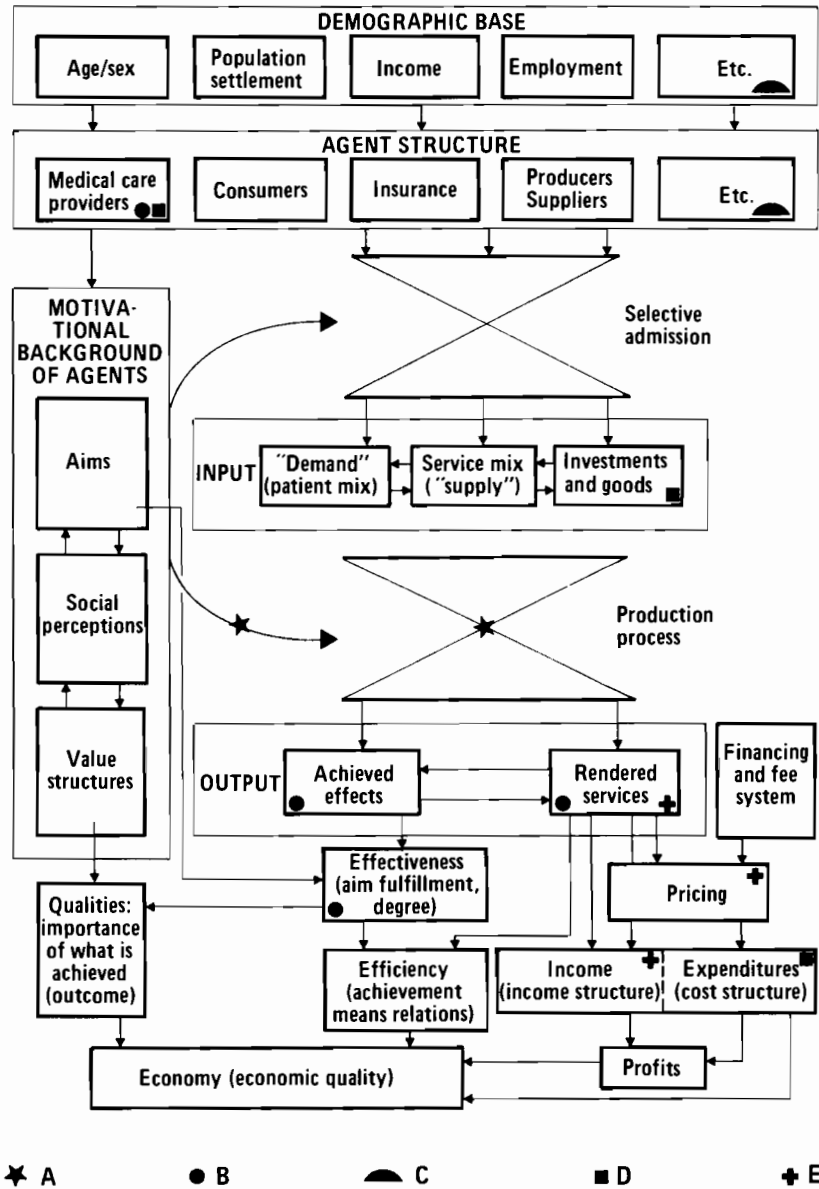 DEMOGRAPHIC BASE
Age/sex
Population
settlement
Income
Employment
Etc.
AGENT STRUCTURE
Medical care
providers
Consumers
Insurance
Producers
Suppliers
Etc.
MOTIVA-
TIONAL
BACKGROUND
OF AGENTS
Aims
Social
perceptions
Value
structures
Selective
admission
INPUT
"Demand"
(patient mix)
Service mix
("supply")
Investments
and goods
Production
process
OUTPUT
Achieved
effects
Rendered
services
Financing
and fee
system
Effectiveness
(aim fulfillment,
degree)
Pricing
Qualities:
importance
of what is
achieved
(outcome)
Efficiency
(achievement
means relations)
Income
(income structure)
Expenditures
(cost structure)
Economy (economic quality)
Profits
A
B
C
D
E